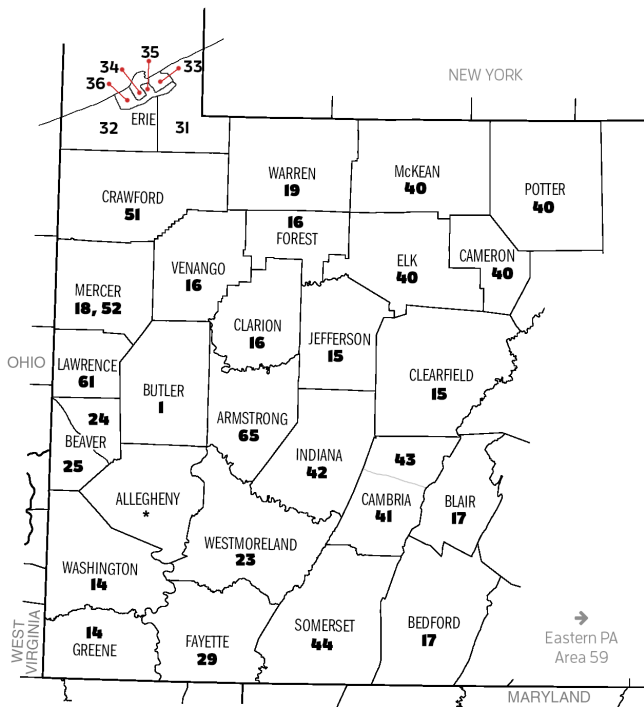 35
34
33
36
NEW YORK
ERIE
32
31
WARREN
19
McKEAN
40
POTTER
40
CRAWFORD
51
16
FOREST
VENANGO
16
ELK
40
CAMERON
40
MERCER
18, 52
CLARION
16
JEFFERSON
15
OHIO
LAWRENCE
61
BUTLER
1
CLEARFIELD
15
24
BEAVER
25
ARMSTRONG
65
INDIANA
42
43
CAMBRIA
41
BLAIR
17
ALLEGHENY
*
WESTMORELAND
23
WASHINGTON
14
WEST
VIRGINIA
14
GREENE
FAYETTE
29
SOMERSET
44
BEDFORD
17
→
Eastern PA
Area 59
MARYLAND